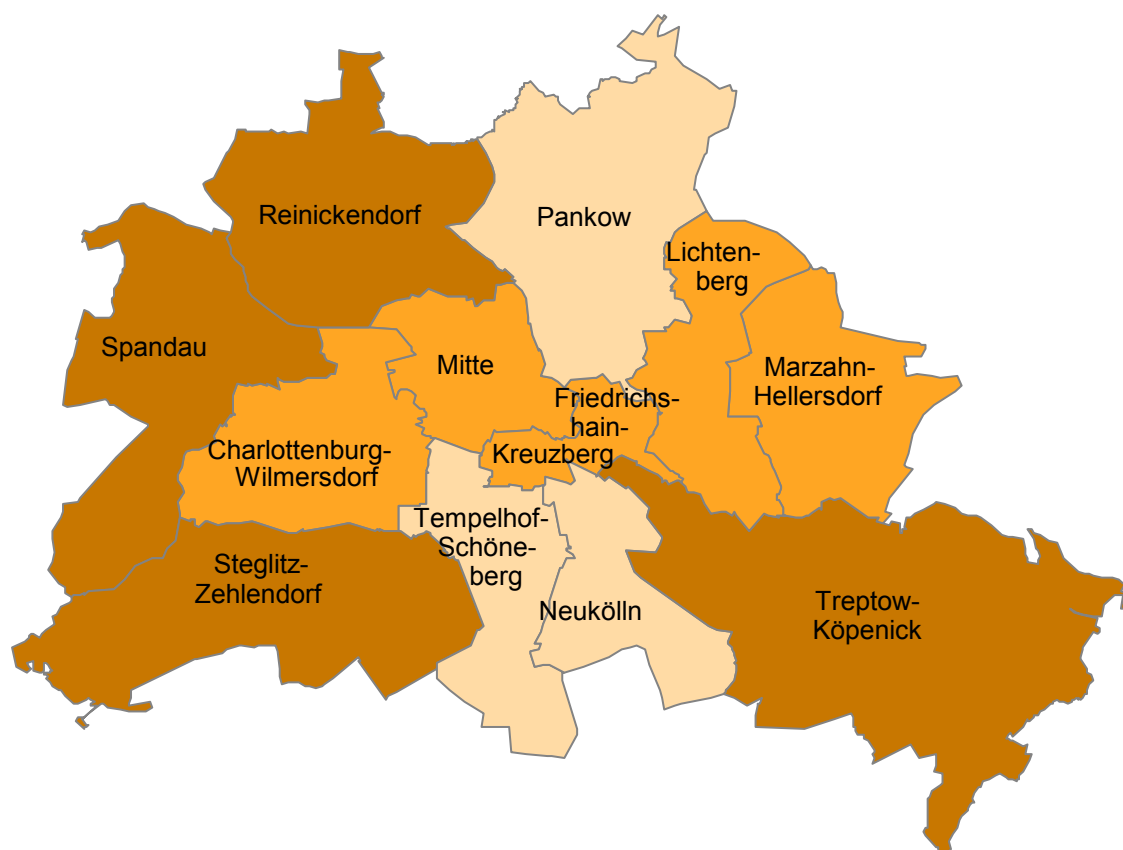 Reinickendorf
Pankow
Lichten-
berg
Spandau
Mitte
Marzahn-
Hellersdorf
Friedrichs-
hain-
Kreuzberg
Charlottenburg-
Wilmersdorf
Tempelhof-
Schöne-
berg
Steglitz-
Zehlendorf
Neukölln
Treptow-
Köpenick